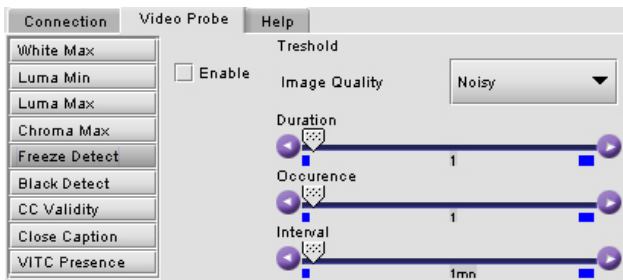 Connection
Video Probe
Help
White Max
Luma Min
Luma Max
Chroma Max
Freeze Detect
Black Detect
CC Validity
Close Caption
VITC Presence
Enable
Treshold
Image Quality
Noisy
Duration
1
Occurence
1
Interval
1mn